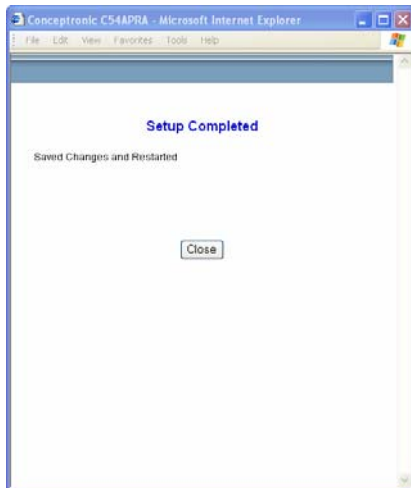 Conceptronic C54APRA - Microsoft Internet Explorer
File Edit View Favorites Tools Help
Setup Completed
Saved Changes and Restarted
Close